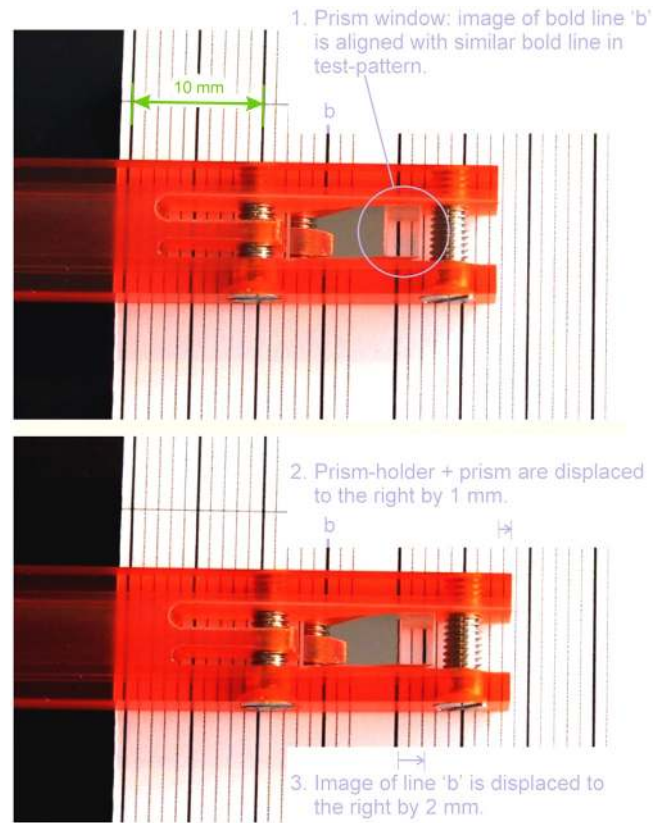 1. Prism window: image of bold line 'b'
is aligned with similar bold line in
test-pattern.
10 mm
b
2. Prism-holder + prism are displaced
to the right by 1 mm.
b
3. Image of line 'b' is displaced to
the right by 2 mm.